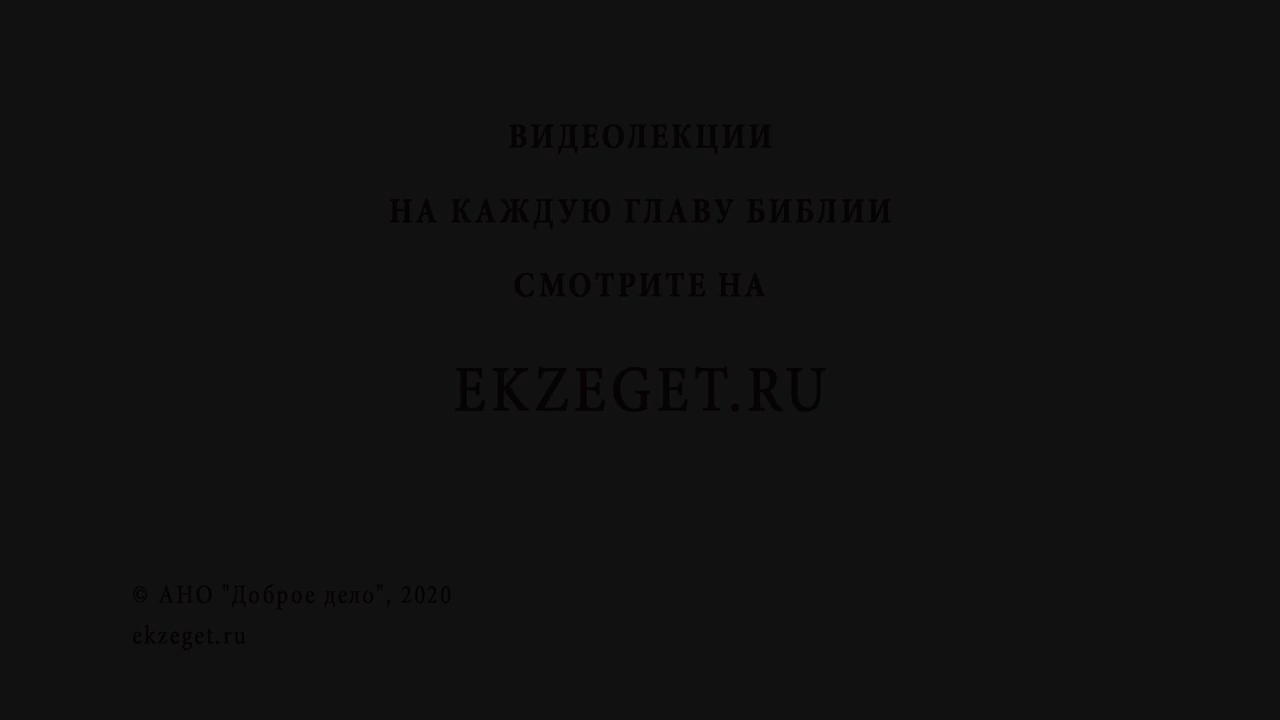 ВИДЕОЛЕКЦИИ
НА КАЖДУЮ ГЛАВУ БИБЛИИ
СМОТРИТЕ НА
EKZEGET.RU
© АНО "Доброе дело", 2020
ekzeget.ru